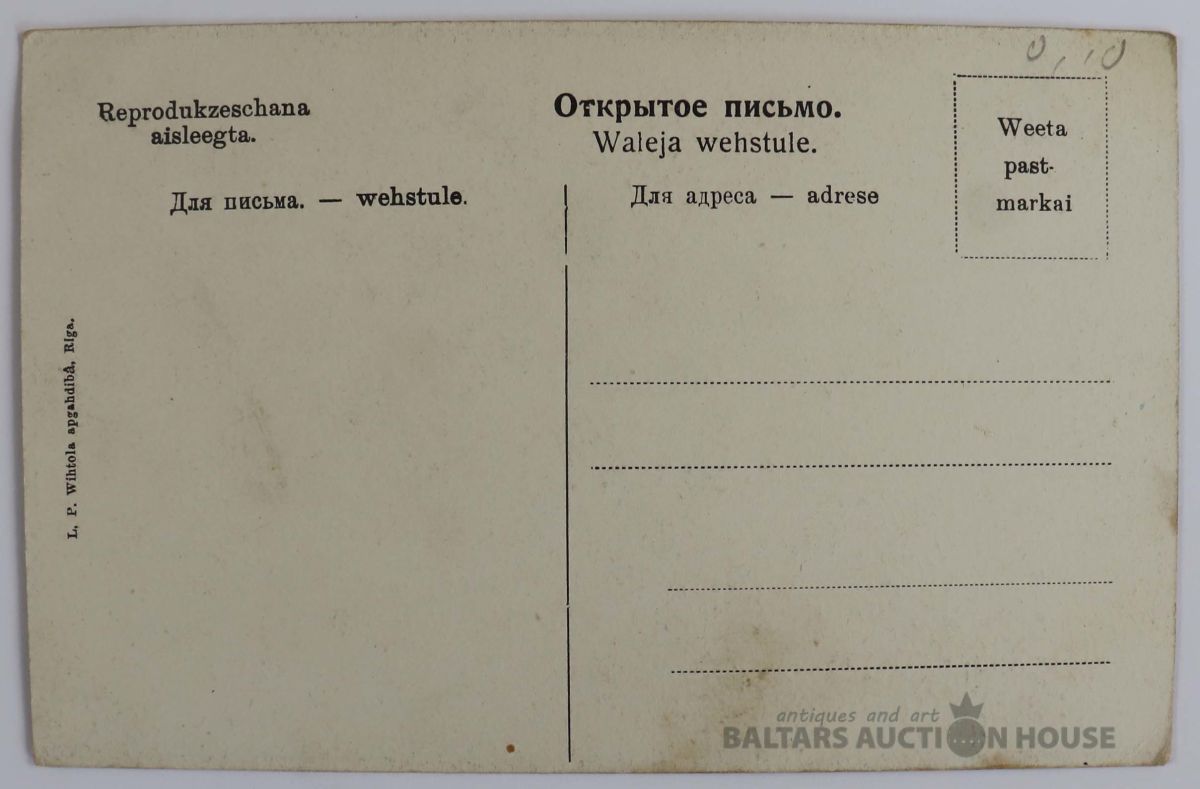 0,10
Reprodukzeschana
aisleegta.
Открытое письмо.
Waleja wehstule.
Weeta
past-
markai
Для письма. — wehstule.
Для адреса — adrese
L. P. Wihtola apgahdibâ, Riga.
antiques and art
BALTARS AUCTION HOUSE